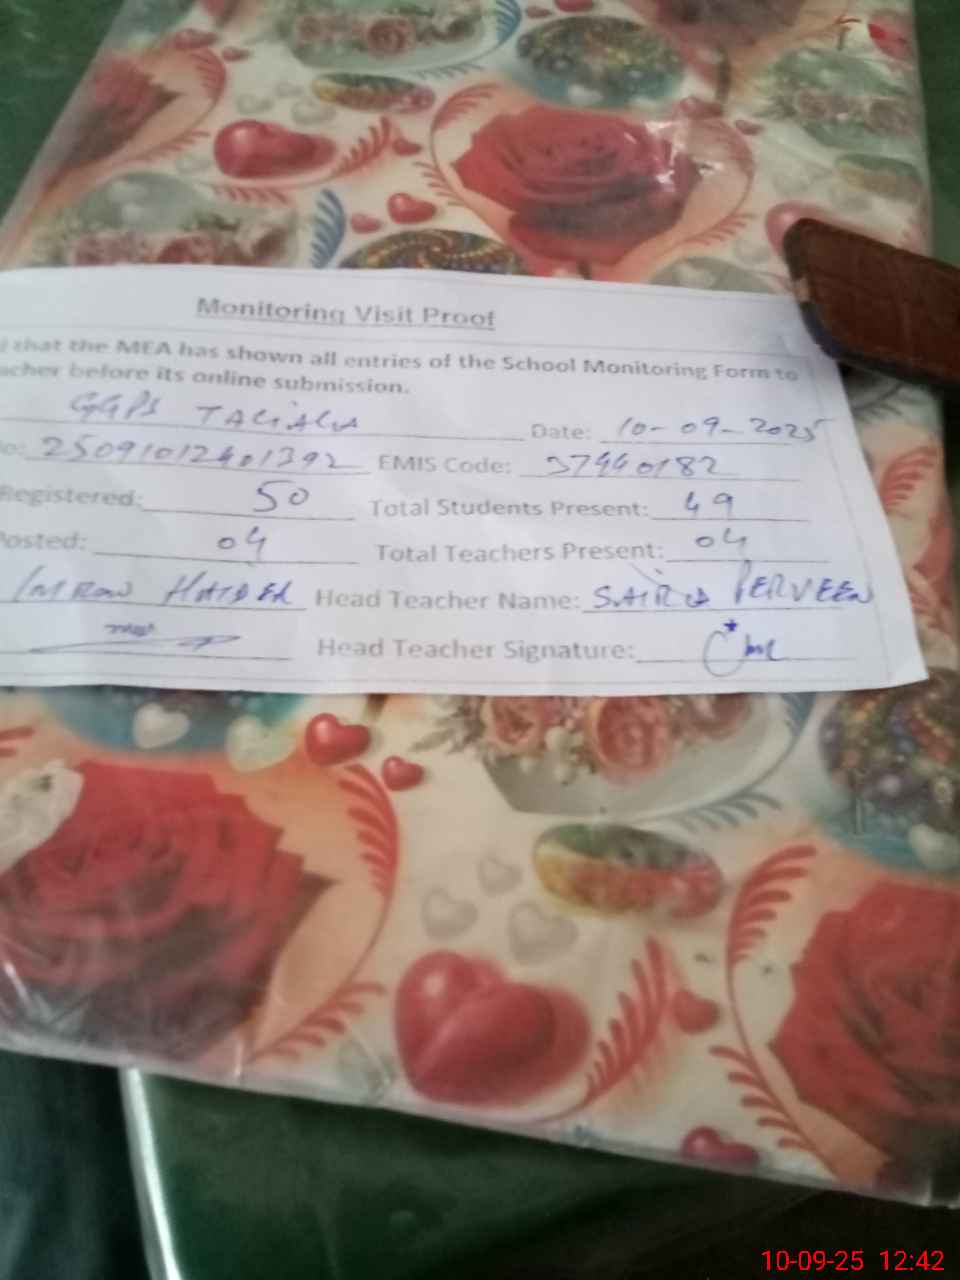 Monitoring Visit Proof
that the MEA has shown all entries of the School Monitoring Form to
acher before its online submission.
GGPS TALIALA Date: 10-09-2025
o: 25091012401392 EMIS Code: 37440182
Registered: 50 Total Students Present: 49
Posted: 04 Total Teachers Present: 04
IMRAN HAIDER Head Teacher Name: SAIRA PERVEEN
Head Teacher Signature:
10-09-25 12:42